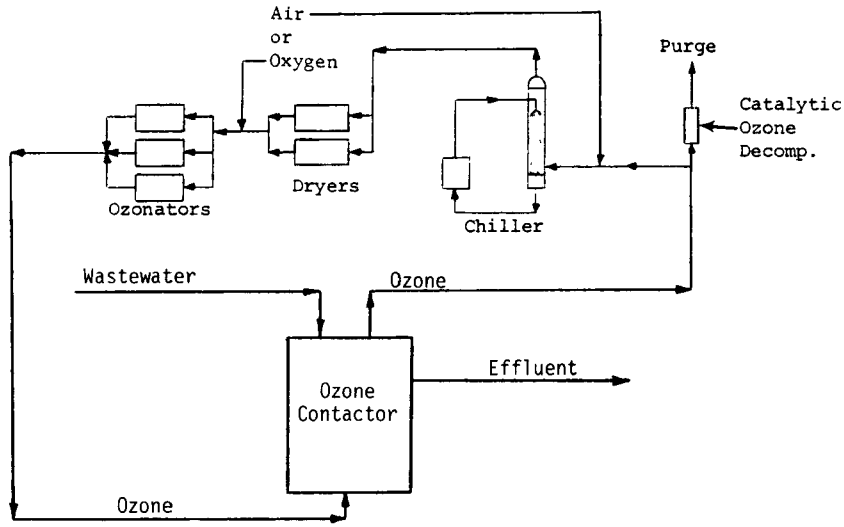 Air
or
Oxygen
Purge
Catalytic
Ozone
Decomp.
Dryers
Ozonators
Chiller
Wastewater
Ozone
Effluent
Ozone
Contactor
Ozone